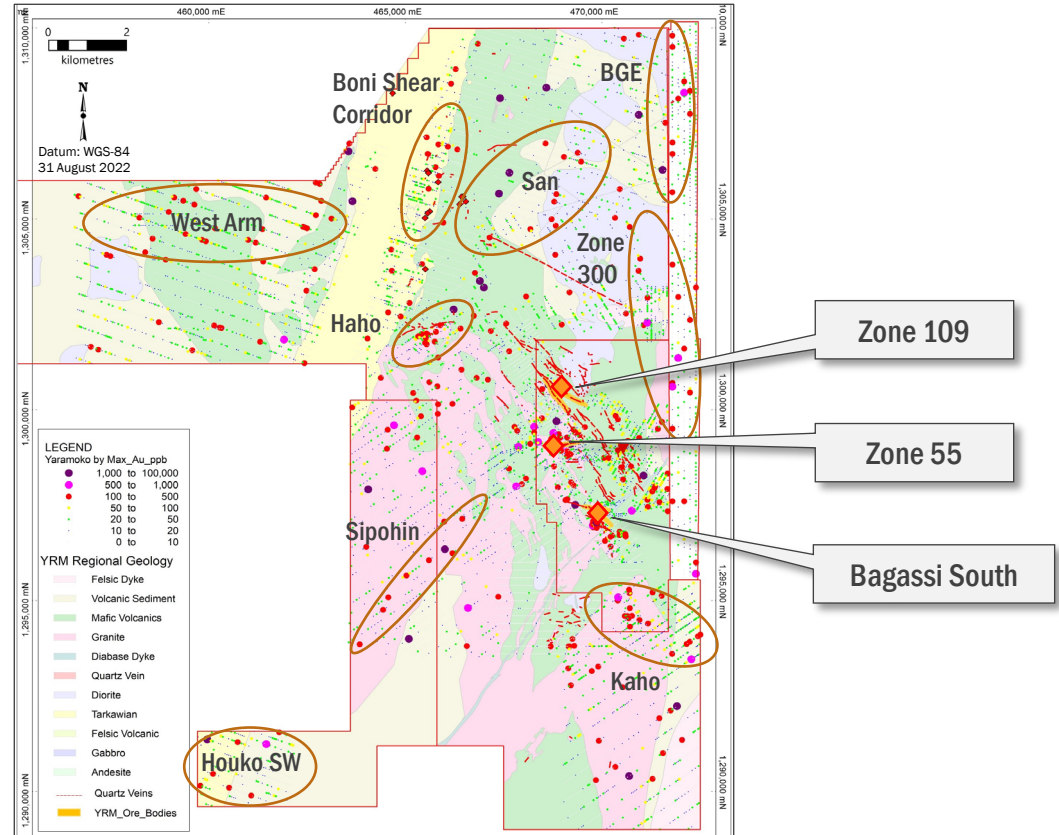 460,000 mE
465,000 mE
470,000 mE
10,000 mN
1,310,000 mN
0 2
kilometres
N
Datum: WGS-84
31 August 2022
Boni Shear
Corridor
BGE
San
West Arm
Zone
300
1,305,000 mN
1,305,000 mN
Haho
Zone 109
1,300,000 mN
1,300,000 mN
Zone 55
LEGEND
Yaramoko by Max_Au_ppb
1,000 to 100,000
500 to 1,000
100 to 500
50 to 100
20 to 50
10 to 20
0 to 10
YRM Regional Geology
Felsic Dyke
Volcanic Sediment
Mafic Volcanics
Granite
Diabase Dyke
Quartz Vein
Diorite
Tarkawian
Felsic Volcanic
Gabbro
Andesite
Quartz Veins
YRM_Ore_Bodies
Sipohin
Bagassi South
1,295,000 mN
1,295,000 mN
Kaho
Houko SW
1,290,000 mN
1,290,000 mN